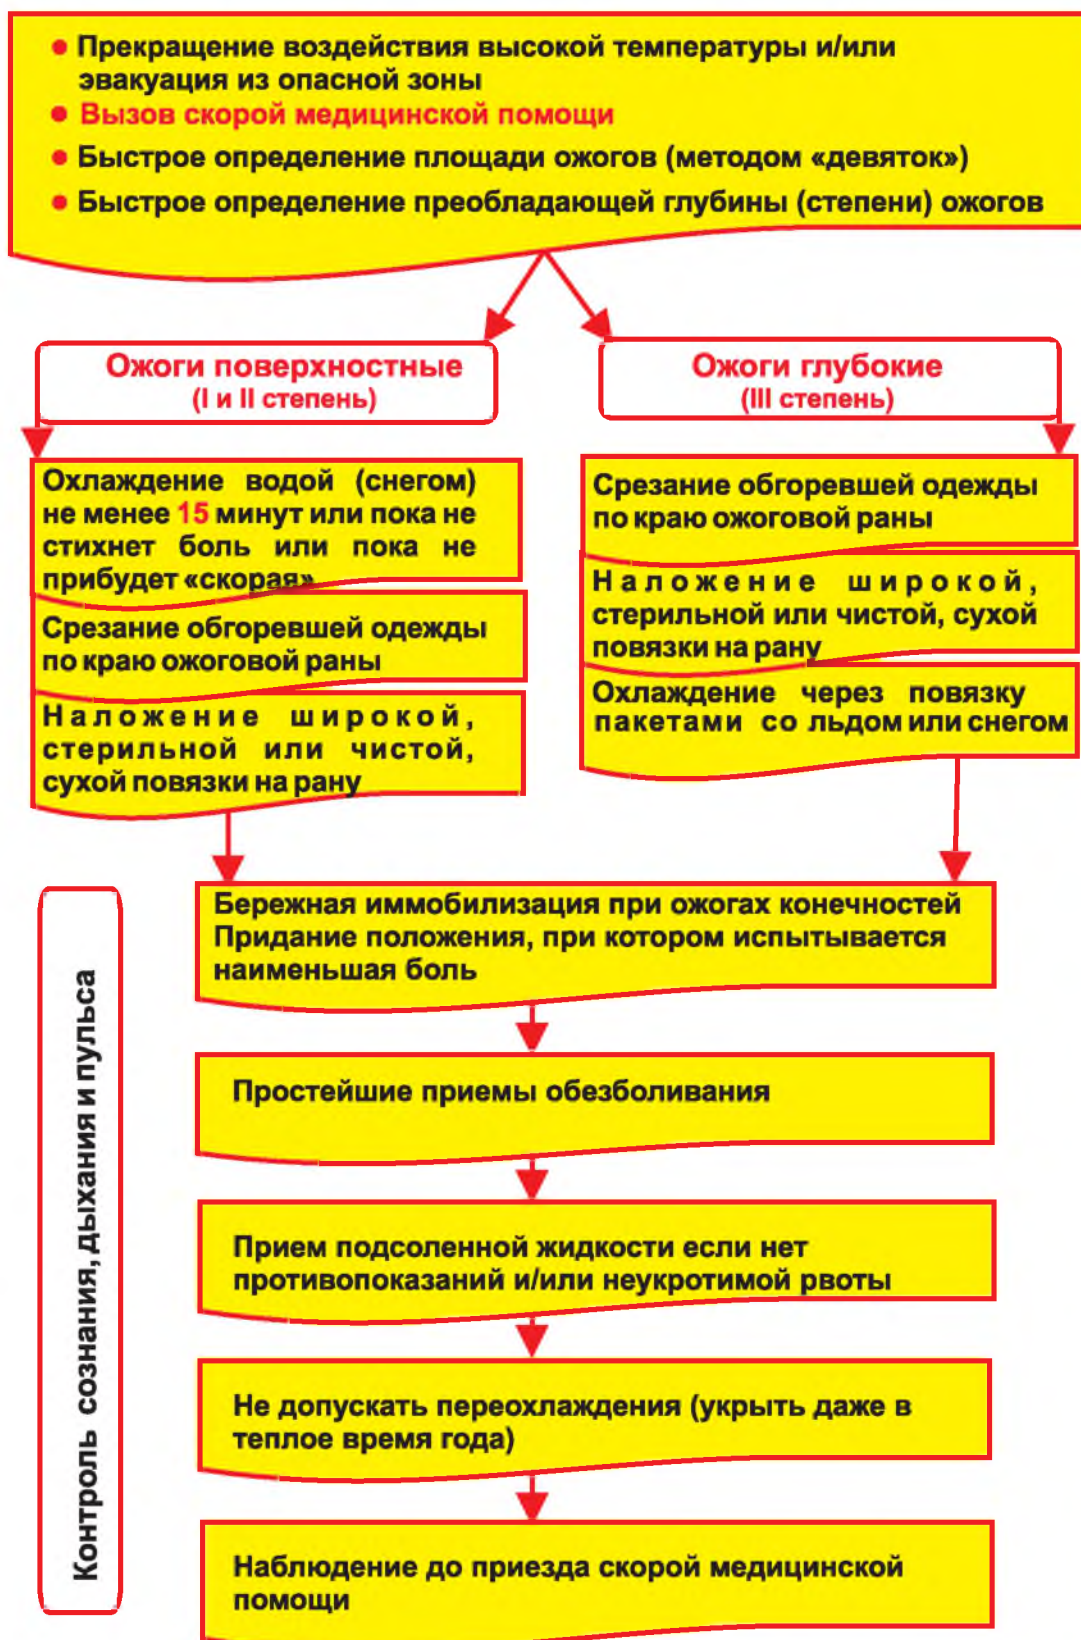 Прекращение воздействия высокой температуры и/или
эвакуация из опасной зоны
Вызов скорой медицинской помощи
Быстрое определение площади ожогов (методом «девяток»)
Быстрое определение преобладающей глубины (степени) ожогов
Ожоги поверхностные
(I и II степень)
Охлаждение водой (снегом)
не менее 15 минут или пока не
стихнет боль или пока не
прибудет «скорая»
Срезание обгоревшей одежды
по краю ожоговой раны
Наложение широкой,
стерильной или чистой,
сухой повязки на рану
Ожоги глубокие
(III степень)
Срезание обгоревшей одежды
по краю ожоговой раны
Наложение широкой,
стерильной или чистой, сухой
повязки на рану
Охлаждение через повязку
пакетами со льдом или снегом
Контроль сознания, дыхания и пульса
Бережная иммобилизация при ожогах конечностей
Придание положения, при котором испытывается
наименьшая боль
Простейшие приемы обезболивания
Прием подсоленной жидкости если нет
противопоказаний и/или неукротимой рвоты
Не допускать переохлаждения (укрыть даже в
теплое время года)
Наблюдение до приезда скорой медицинской
помощи